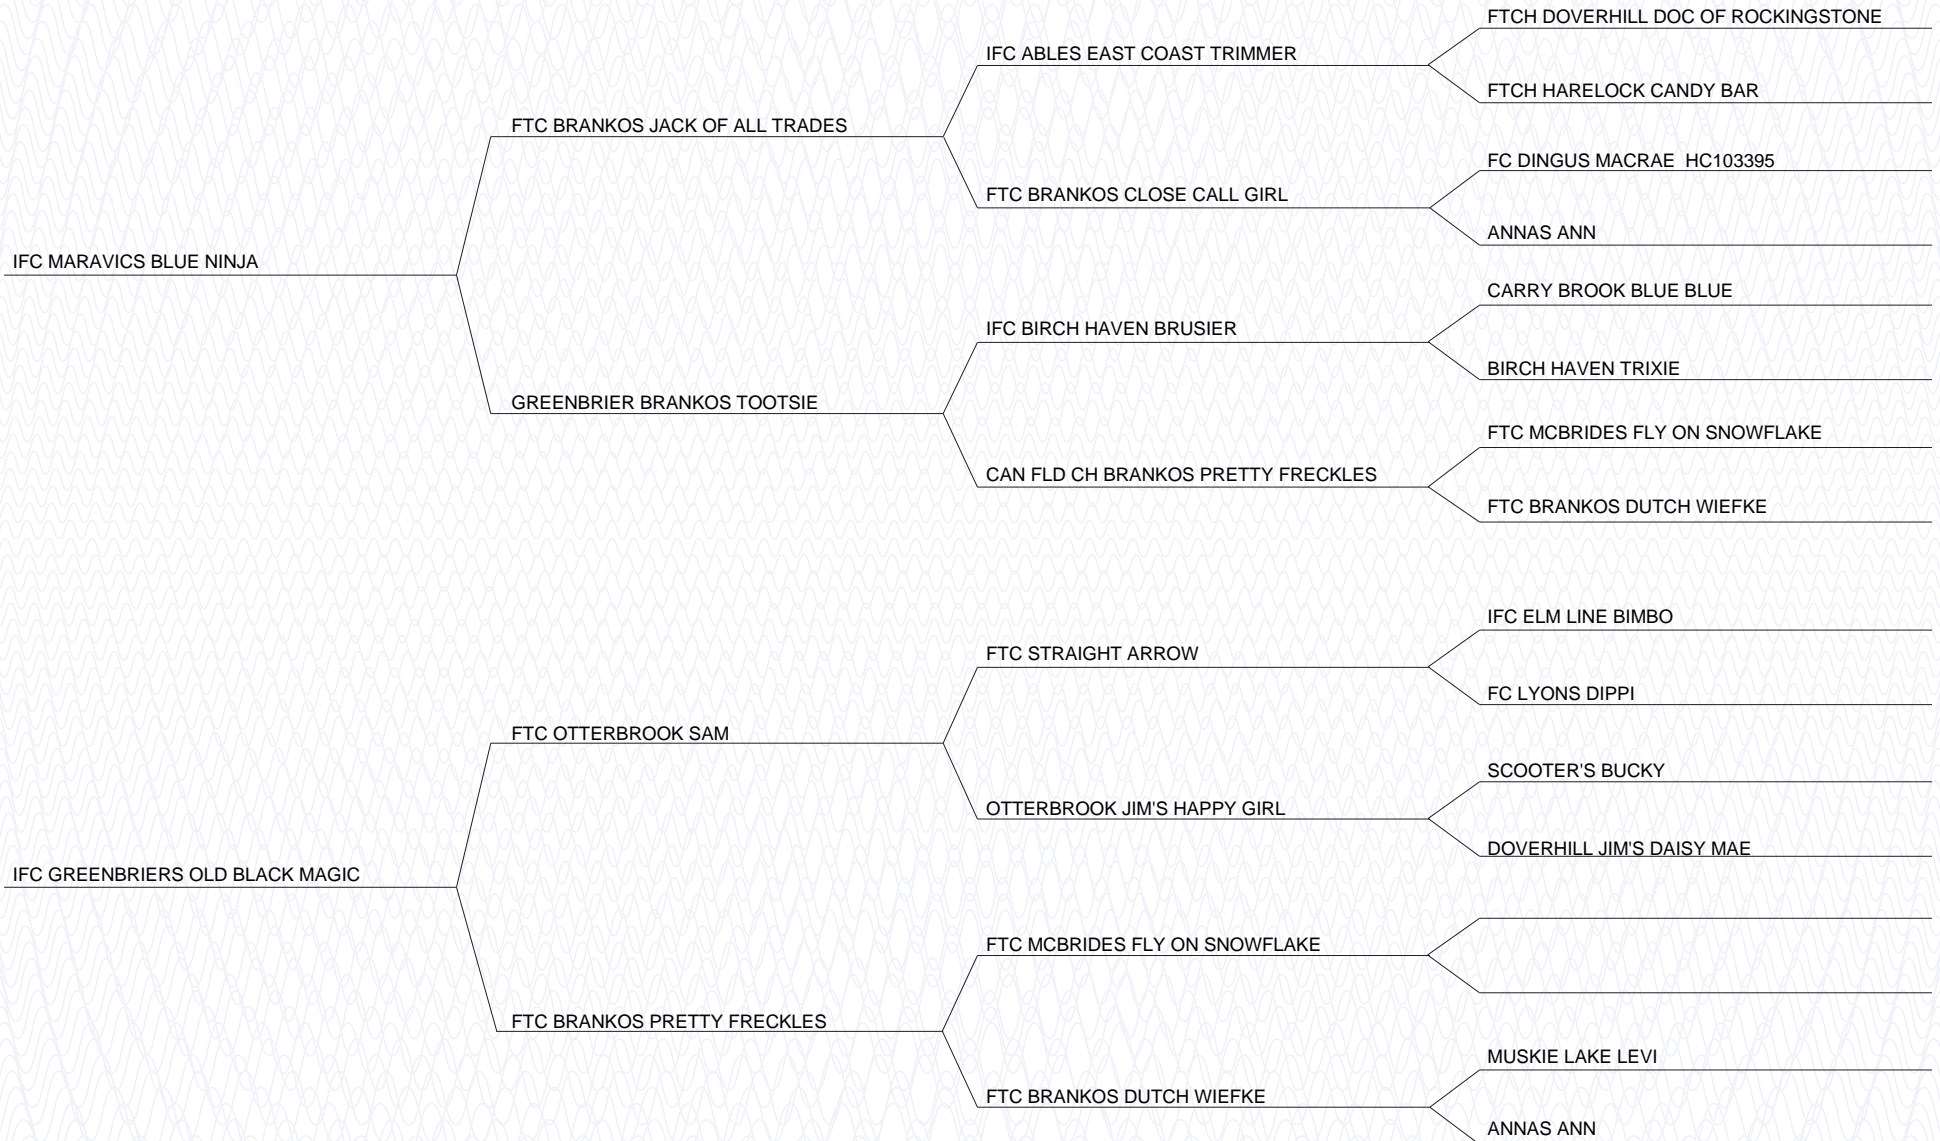 FTCH DOVERHILL DOC OF ROCKINGSTONE
IFC ABLES EAST COAST TRIMMER
FTCH HARELOCK CANDY BAR
FTC BRANKOS JACK OF ALL TRADES
FC DINGUS MACRAE  HC103395
FTC BRANKOS CLOSE CALL GIRL
ANNAS ANN
IFC MARAVICS BLUE NINJA
CARRY BROOK BLUE BLUE
IFC BIRCH HAVEN BRUSIER
BIRCH HAVEN TRIXIE
GREENBRIER BRANKOS TOOTSIE
FTC MCBRIDES FLY ON SNOWFLAKE
CAN FLD CH BRANKOS PRETTY FRECKLES
FTC BRANKOS DUTCH WIEFKE
IFC ELM LINE BIMBO
FTC STRAIGHT ARROW
FC LYONS DIPPI
FTC OTTERBROOK SAM
SCOOTER'S BUCKY
OTTERBROOK JIM'S HAPPY GIRL
DOVERHILL JIM'S DAISY MAE
IFC GREENBRIERS OLD BLACK MAGIC
FTC MCBRIDES FLY ON SNOWFLAKE
FTC BRANKOS PRETTY FRECKLES
MUSKIE LAKE LEVI
FTC BRANKOS DUTCH WIEFKE
ANNAS ANN